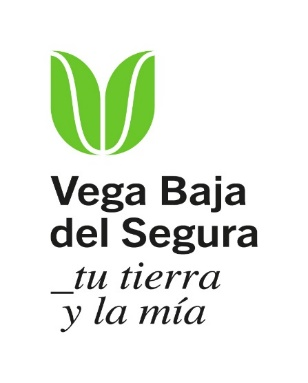 Vega Baja
del Segura
_tu tierra
y la mía